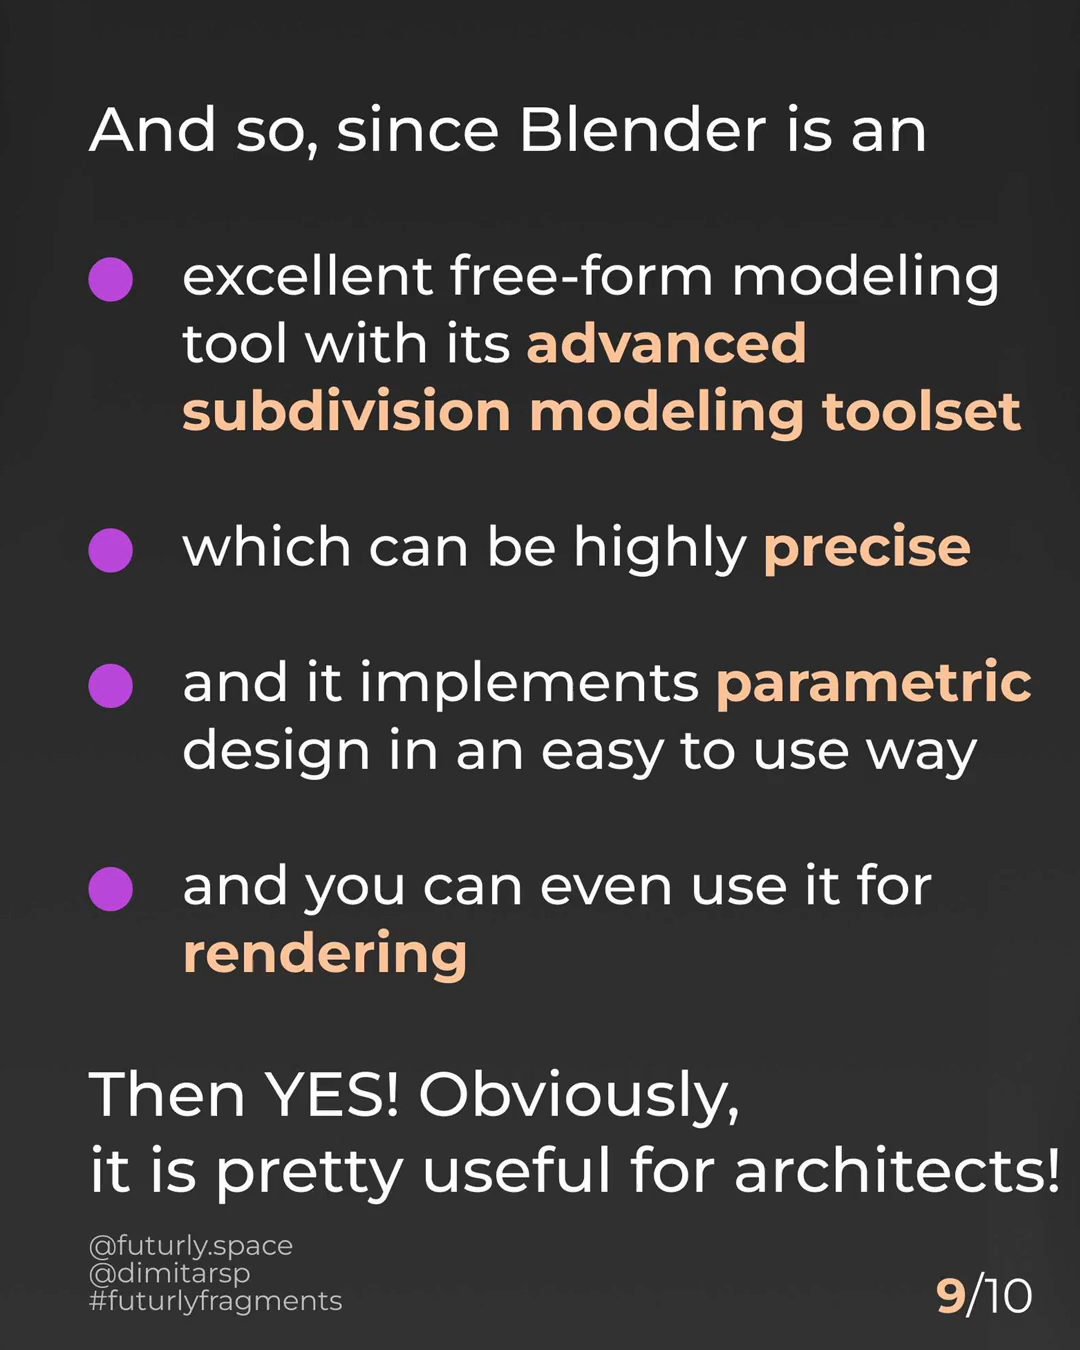 And so, since Blender is an
excellent free-form modeling
tool with its advanced
subdivision modeling toolset
which can be highly precise
and it implements parametric
design in an easy to use way
and you can even use it for
rendering
Then YES! Obviously,
it is pretty useful for architects!
@futurly.space
@dimitarsp
#futurlyfragments
9/10